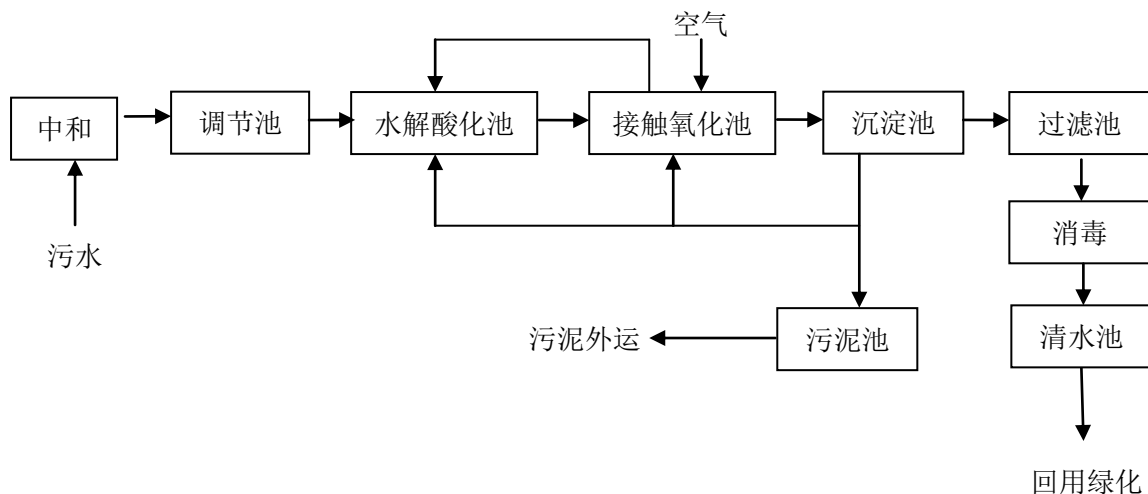 空气
中和
调节池
水解酸化池
接触氧化池
沉淀池
过滤池
污水
消毒
污泥外运
污泥池
清水池
回用绿化